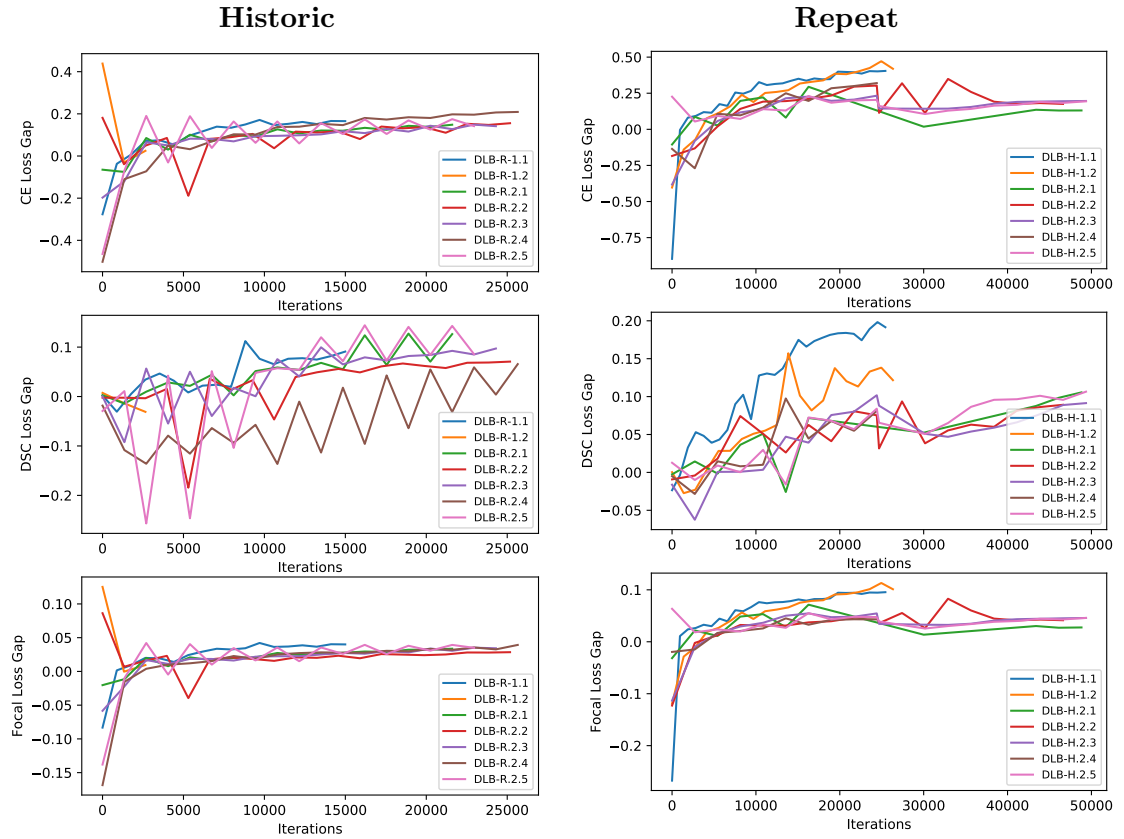 Historic
Repeat
CE Loss Gap
0.4
0.2
0.0
−0.2
−0.4
0
5000
10000
15000
20000
25000
Iterations
DLB-R-1.1
DLB-R-1.2
DLB-R.2.1
DLB-R.2.2
DLB-R.2.3
DLB-R.2.4
DLB-R.2.5
CE Loss Gap
0.50
0.25
0.00
−0.25
−0.50
−0.75
0
10000
20000
30000
40000
50000
Iterations
DLB-H-1.1
DLB-H-1.2
DLB-H.2.1
DLB-H.2.2
DLB-H.2.3
DLB-H.2.4
DLB-H.2.5
DSC Loss Gap
0.1
0.0
−0.1
−0.2
0
5000
10000
15000
20000
25000
Iterations
DLB-R-1.1
DLB-R-1.2
DLB-R.2.1
DLB-R.2.2
DLB-R.2.3
DLB-R.2.4
DLB-R.2.5
DSC Loss Gap
0.20
0.15
0.10
0.05
0.00
−0.05
0
10000
20000
30000
40000
50000
Iterations
DLB-H-1.1
DLB-H-1.2
DLB-H.2.1
DLB-H.2.2
DLB-H.2.3
DLB-H.2.4
DLB-H.2.5
Focal Loss Gap
0.10
0.05
0.00
−0.05
−0.10
−0.15
0
5000
10000
15000
20000
25000
Iterations
DLB-R-1.1
DLB-R-1.2
DLB-R.2.1
DLB-R.2.2
DLB-R.2.3
DLB-R.2.4
DLB-R.2.5
Focal Loss Gap
0.1
0.0
−0.1
−0.2
0
10000
20000
30000
40000
50000
Iterations
DLB-H-1.1
DLB-H-1.2
DLB-H.2.1
DLB-H.2.2
DLB-H.2.3
DLB-H.2.4
DLB-H.2.5